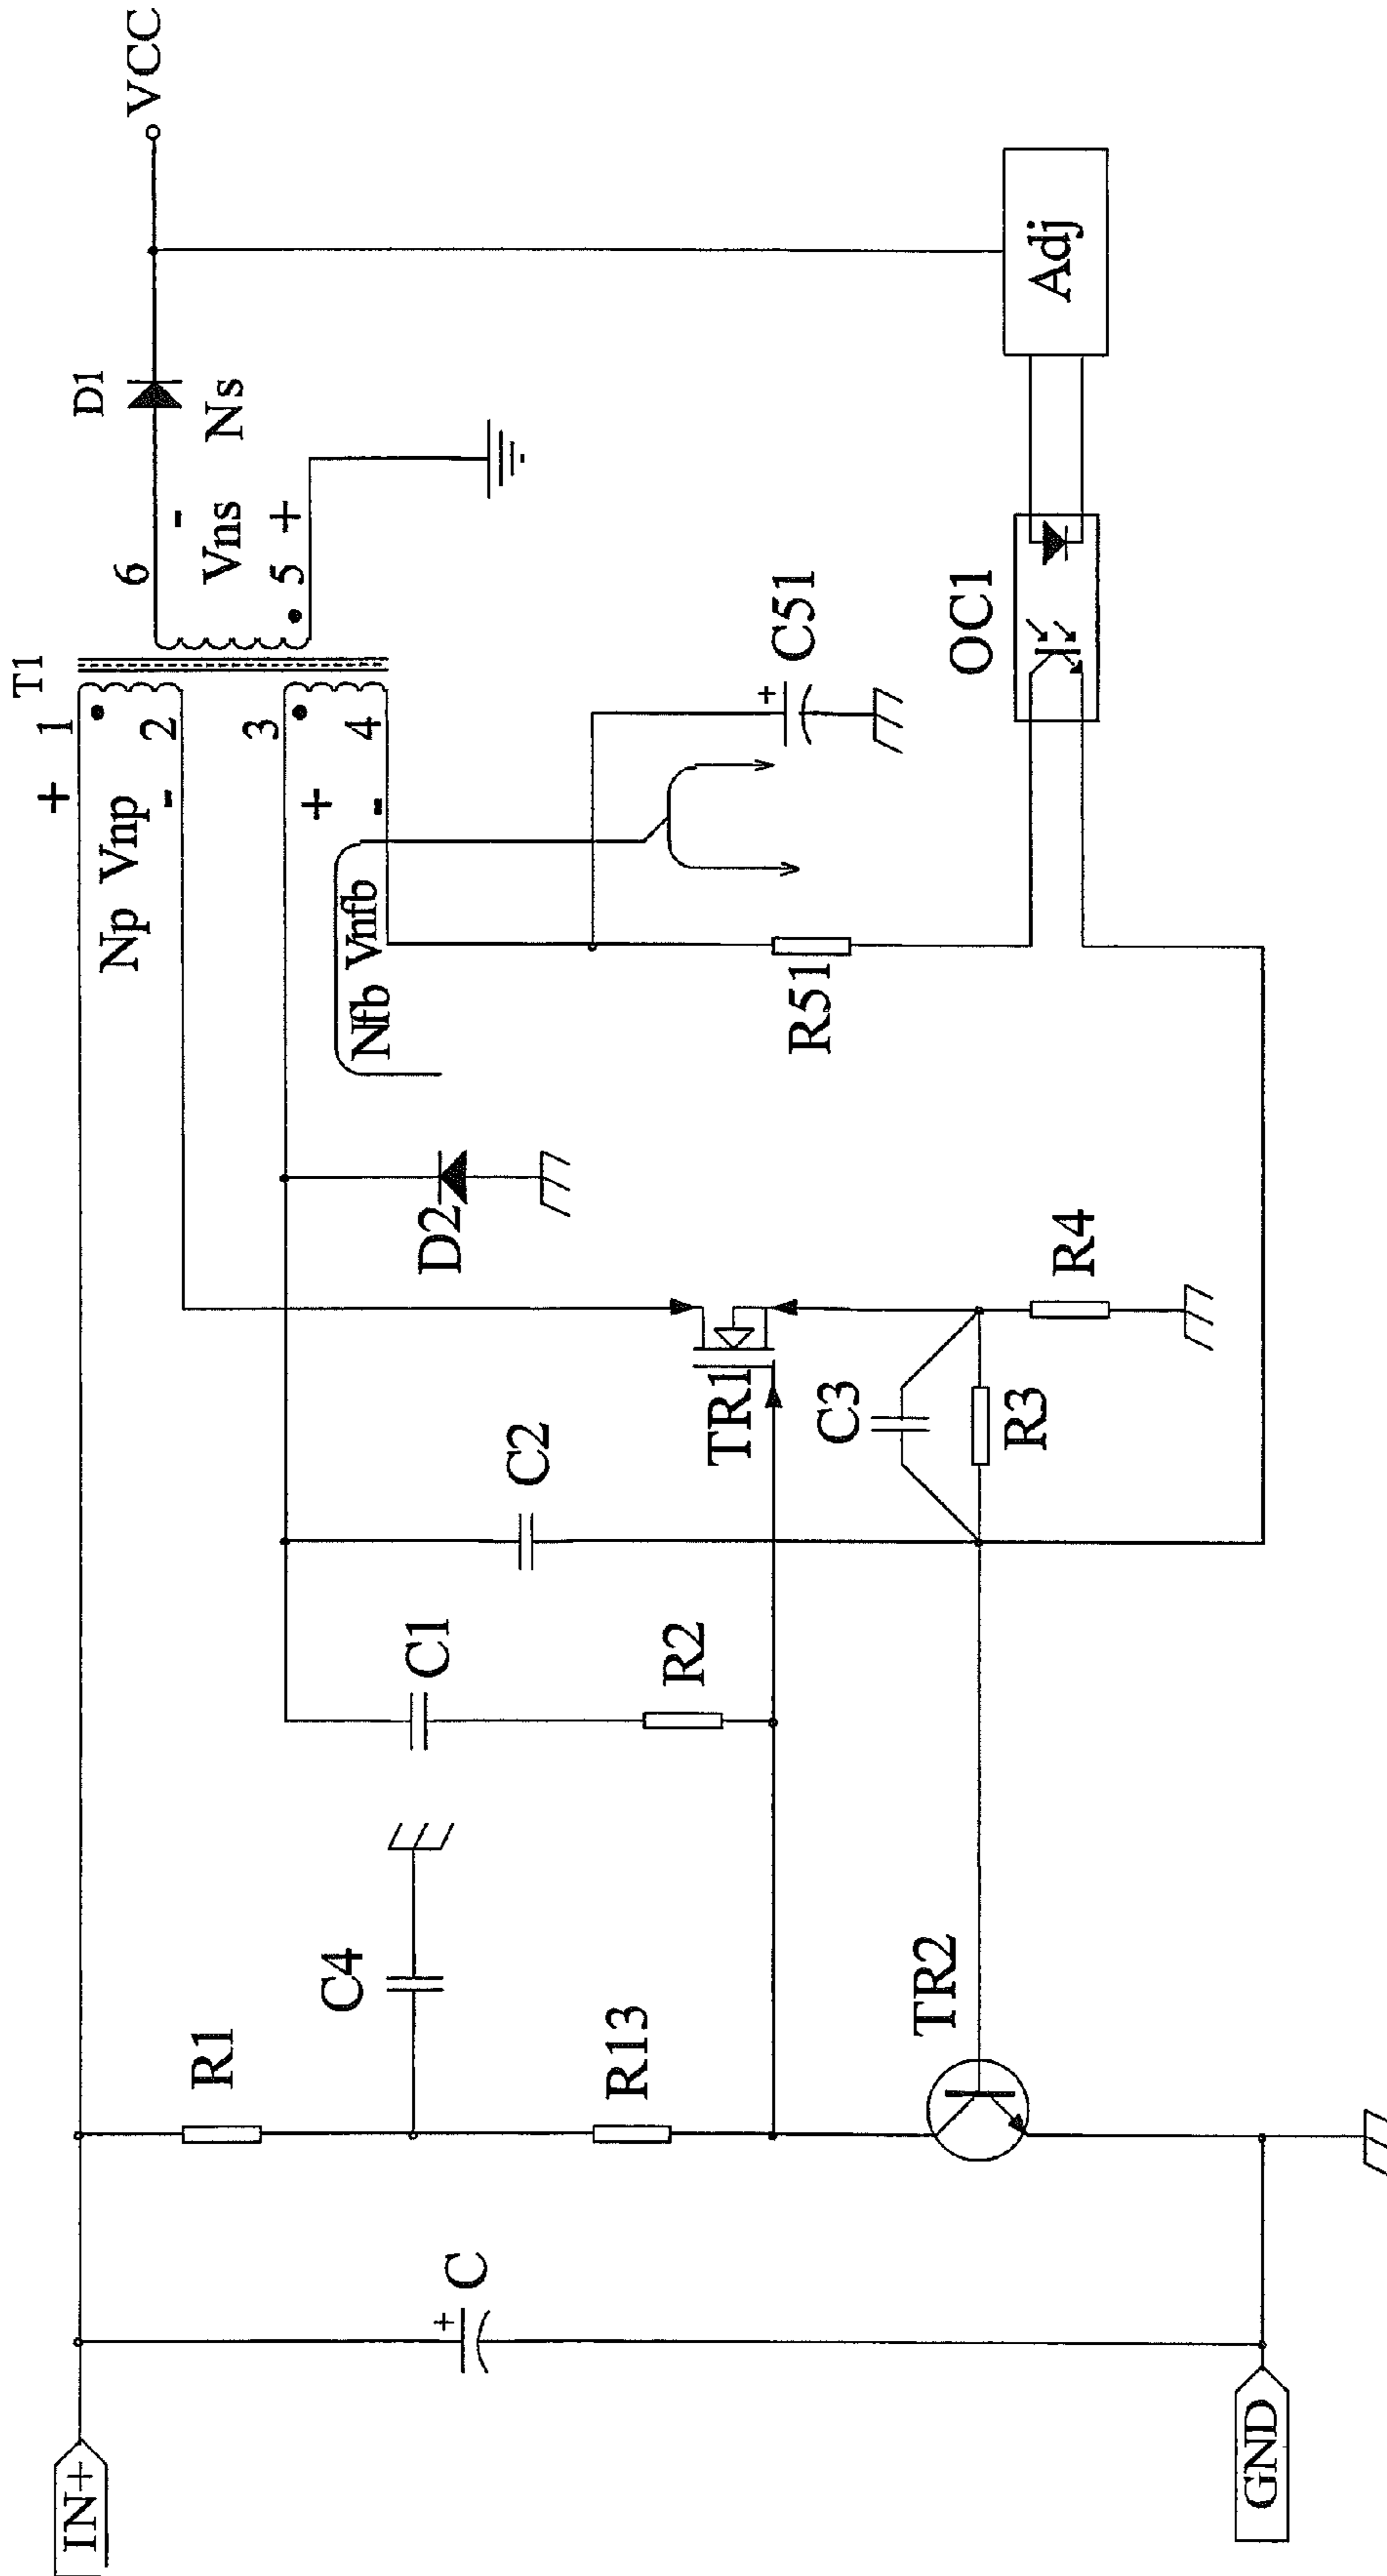 T1
D1
VCC
1
+
Np Vnp
2
-
6
-
Vns
Ns
5
+
3
+
Nfb Vnfb
4
-
R1
C4
R13
C1
R2
C2
D2
C51
+
R51
TR1
C3
R3
R4
OC1
Adj
TR2
C
+
IN+
GND